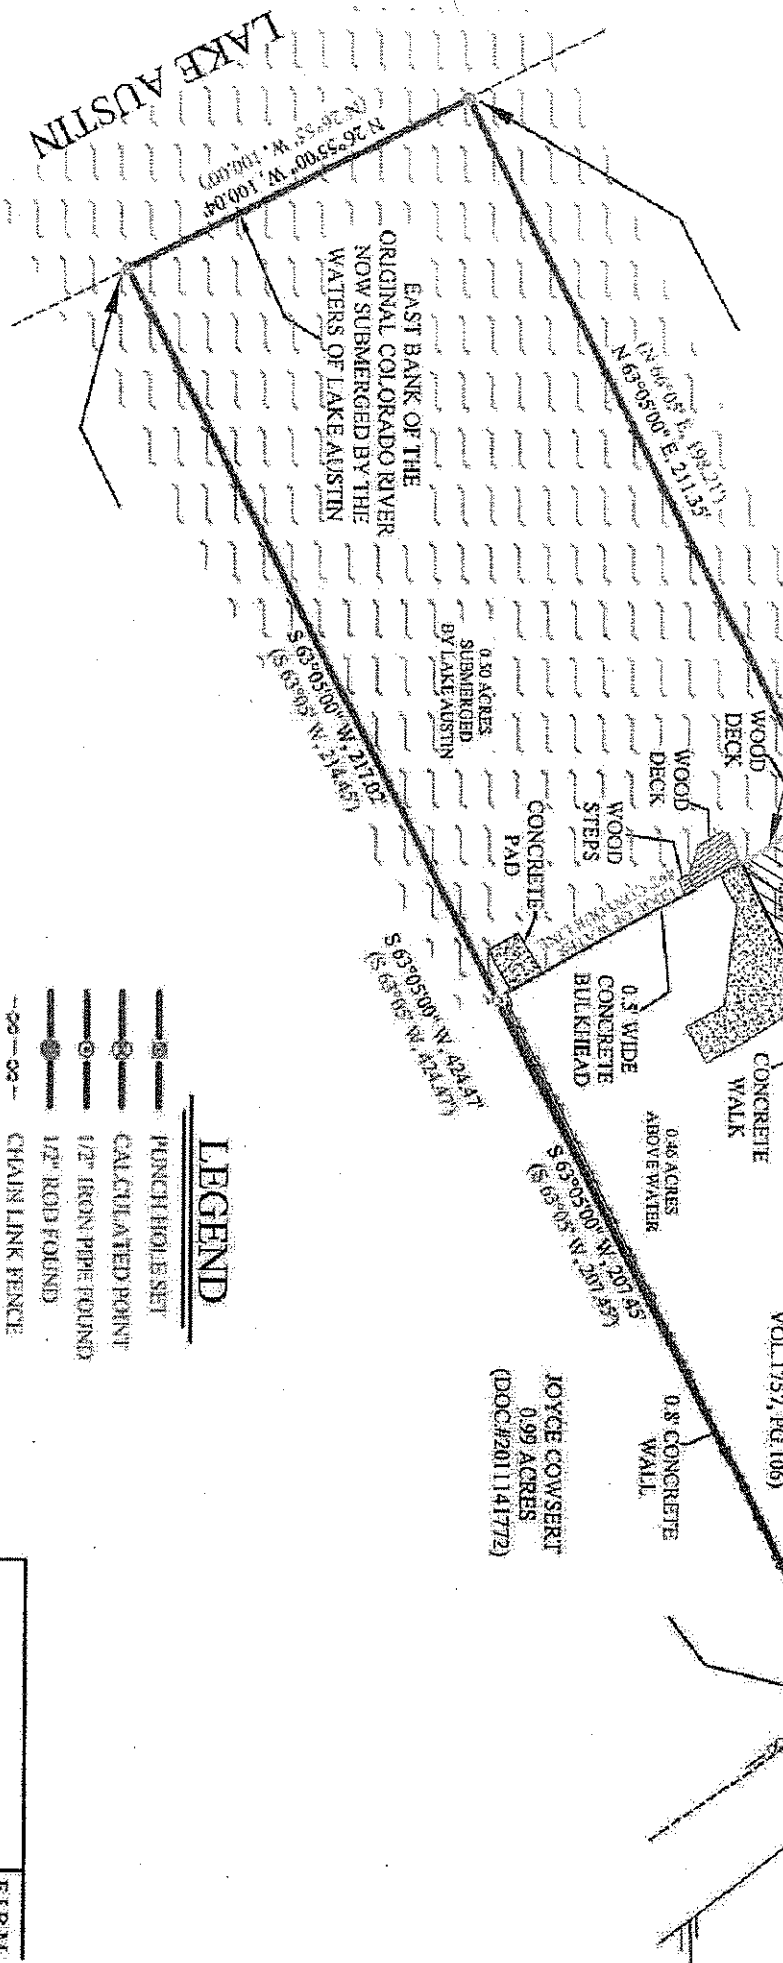 LAKE AUSTIN
N 26°55'00" W, 100.04'
(N 26°55' W, 100.00')
EAST BANK OF THE
ORIGINAL COLORADO RIVER
NOW SUBMERGED BY THE
WATERS OF LAKE AUSTIN
N 63°05'00" E, 211.35'
0.50 ACRES
SUBMERGED
BY LAKE AUSTIN
S 63°05'00" W, 217.02'
(S 63°05' W, 214.45')
WOOD
DECK
WOOD
DECK
WOOD
STEPS
CONCRETE
PAD
0.5' WIDE
CONCRETE
BULKHEAD
CONCRETE
WALK
S 63°05'00" W, 424.47'
(S 63°05' W, 424.47')
0.46 ACRES
ABOVE WATER
S 63°05'00" W, 207.45'
(S 63°05' W, 207.45')
VOL.1757, PG 106)
0.8' CONCRETE
WALL
JOYCE COWSERT
0.99 ACRES
(DOC.#2011141772)
LEGEND
PUNCH HOLE SET
CALCULATED POINT
1/2" IRON PIPE FOUND
1/2" ROD FOUND
CHAIN LINK FENCE